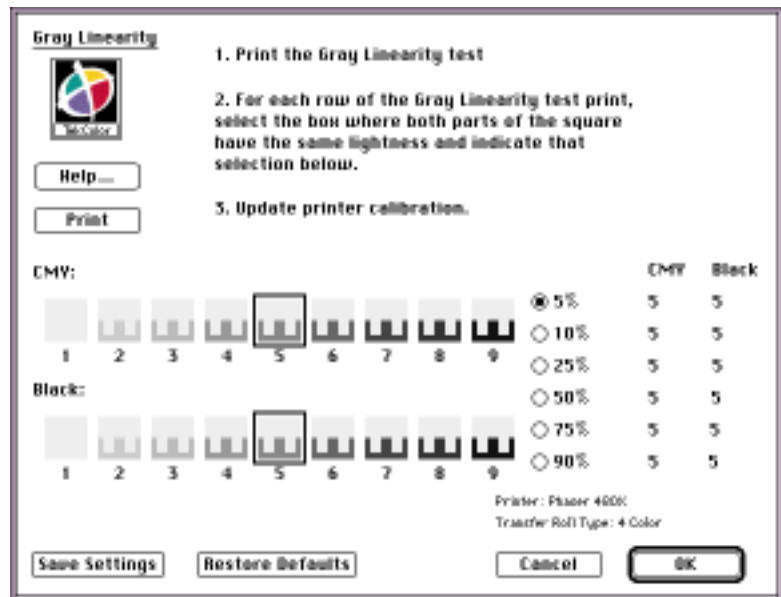 Gray Linearity
TekColor
Help...
Print
1. Print the Gray Linearity test
2. For each row of the Gray Linearity test print,
select the box where both parts of the square
have the same lightness and indicate that
selection below.
3. Update printer calibration.
CMY:
1 2 3 4 5 6 7 8 9
Black:
1 2 3 4 5 6 7 8 9
CMY Black
5% 5 5
10% 5 5
25% 5 5
50% 5 5
75% 5 5
90% 5 5
Printer: Phaser 480X
Transfer Roll Type: 4 Color
Save Settings
Restore Defaults
Cancel
OK